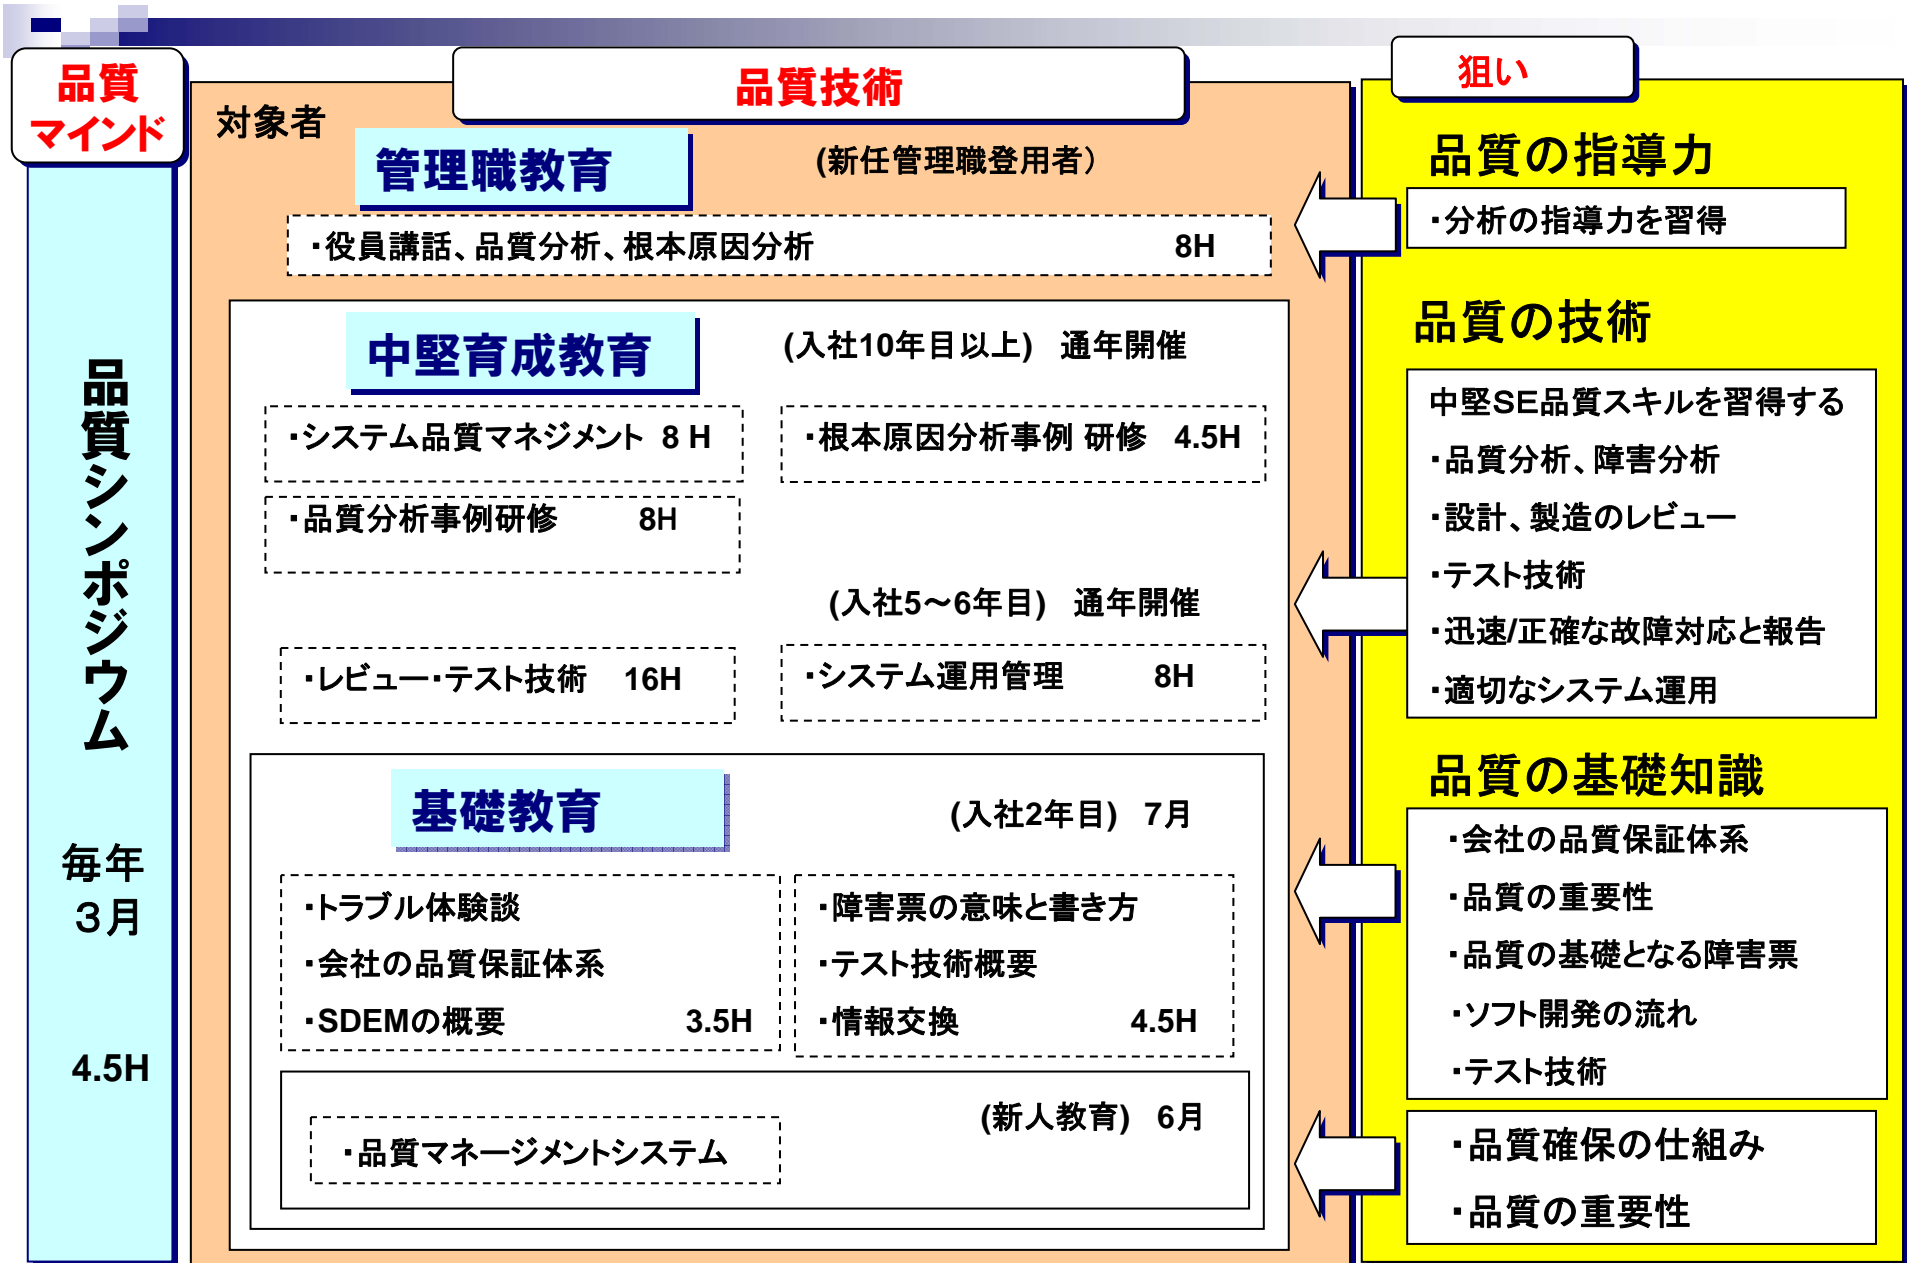 品質
マインド
品質シンポジウム
毎年
3月
4.5H
品質技術
対象者
管理職教育
(新任管理職登用者)
・役員講話、品質分析、根本原因分析 8H
中堅育成教育
(入社10年目以上) 通年開催
・システム品質マネジメント 8 H
・根本原因分析事例 研修 4.5H
・品質分析事例研修 8H
(入社5～6年目) 通年開催
・レビュー・テスト技術 16H
・システム運用管理 8H
基礎教育
(入社2年目) 7月
・トラブル体験談
・会社の品質保証体系
・SDEMの概要 3.5H
・障害票の意味と書き方
・テスト技術概要
・情報交換 4.5H
(新人教育) 6月
・品質マネージメントシステム
狙い
品質の指導力
・分析の指導力を習得
品質の技術
中堅SE品質スキルを習得する
・品質分析、障害分析
・設計、製造のレビュー
・テスト技術
・迅速/正確な故障対応と報告
・適切なシステム運用
品質の基礎知識
・会社の品質保証体系
・品質の重要性
・品質の基礎となる障害票
・ソフト開発の流れ
・テスト技術
・品質確保の仕組み
・品質の重要性